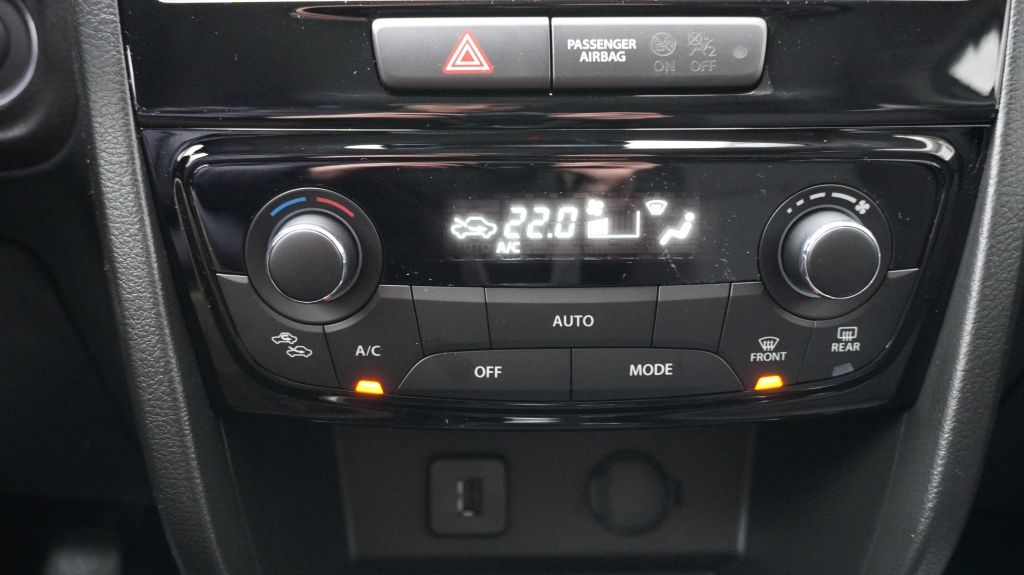 PASSENGER
AIRBAG
ON
OFF
22.0
A/C
AUTO
A/C
OFF
MODE
FRONT
REAR